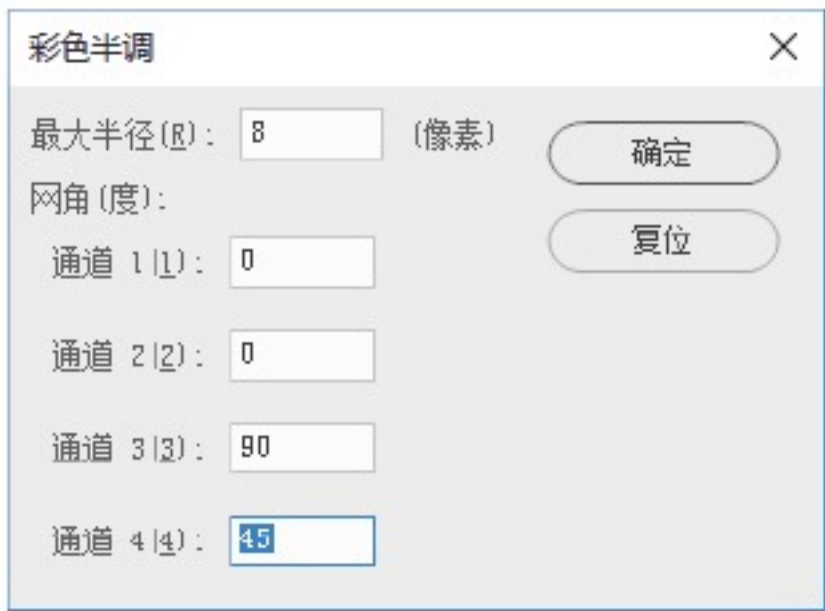 彩色半调
最大半径(R): 8 (像素) 确定
网角(度):
复位
通道 1|1): 0
通道 2|2): 0
通道 3|3): 90
通道 4|4): 45